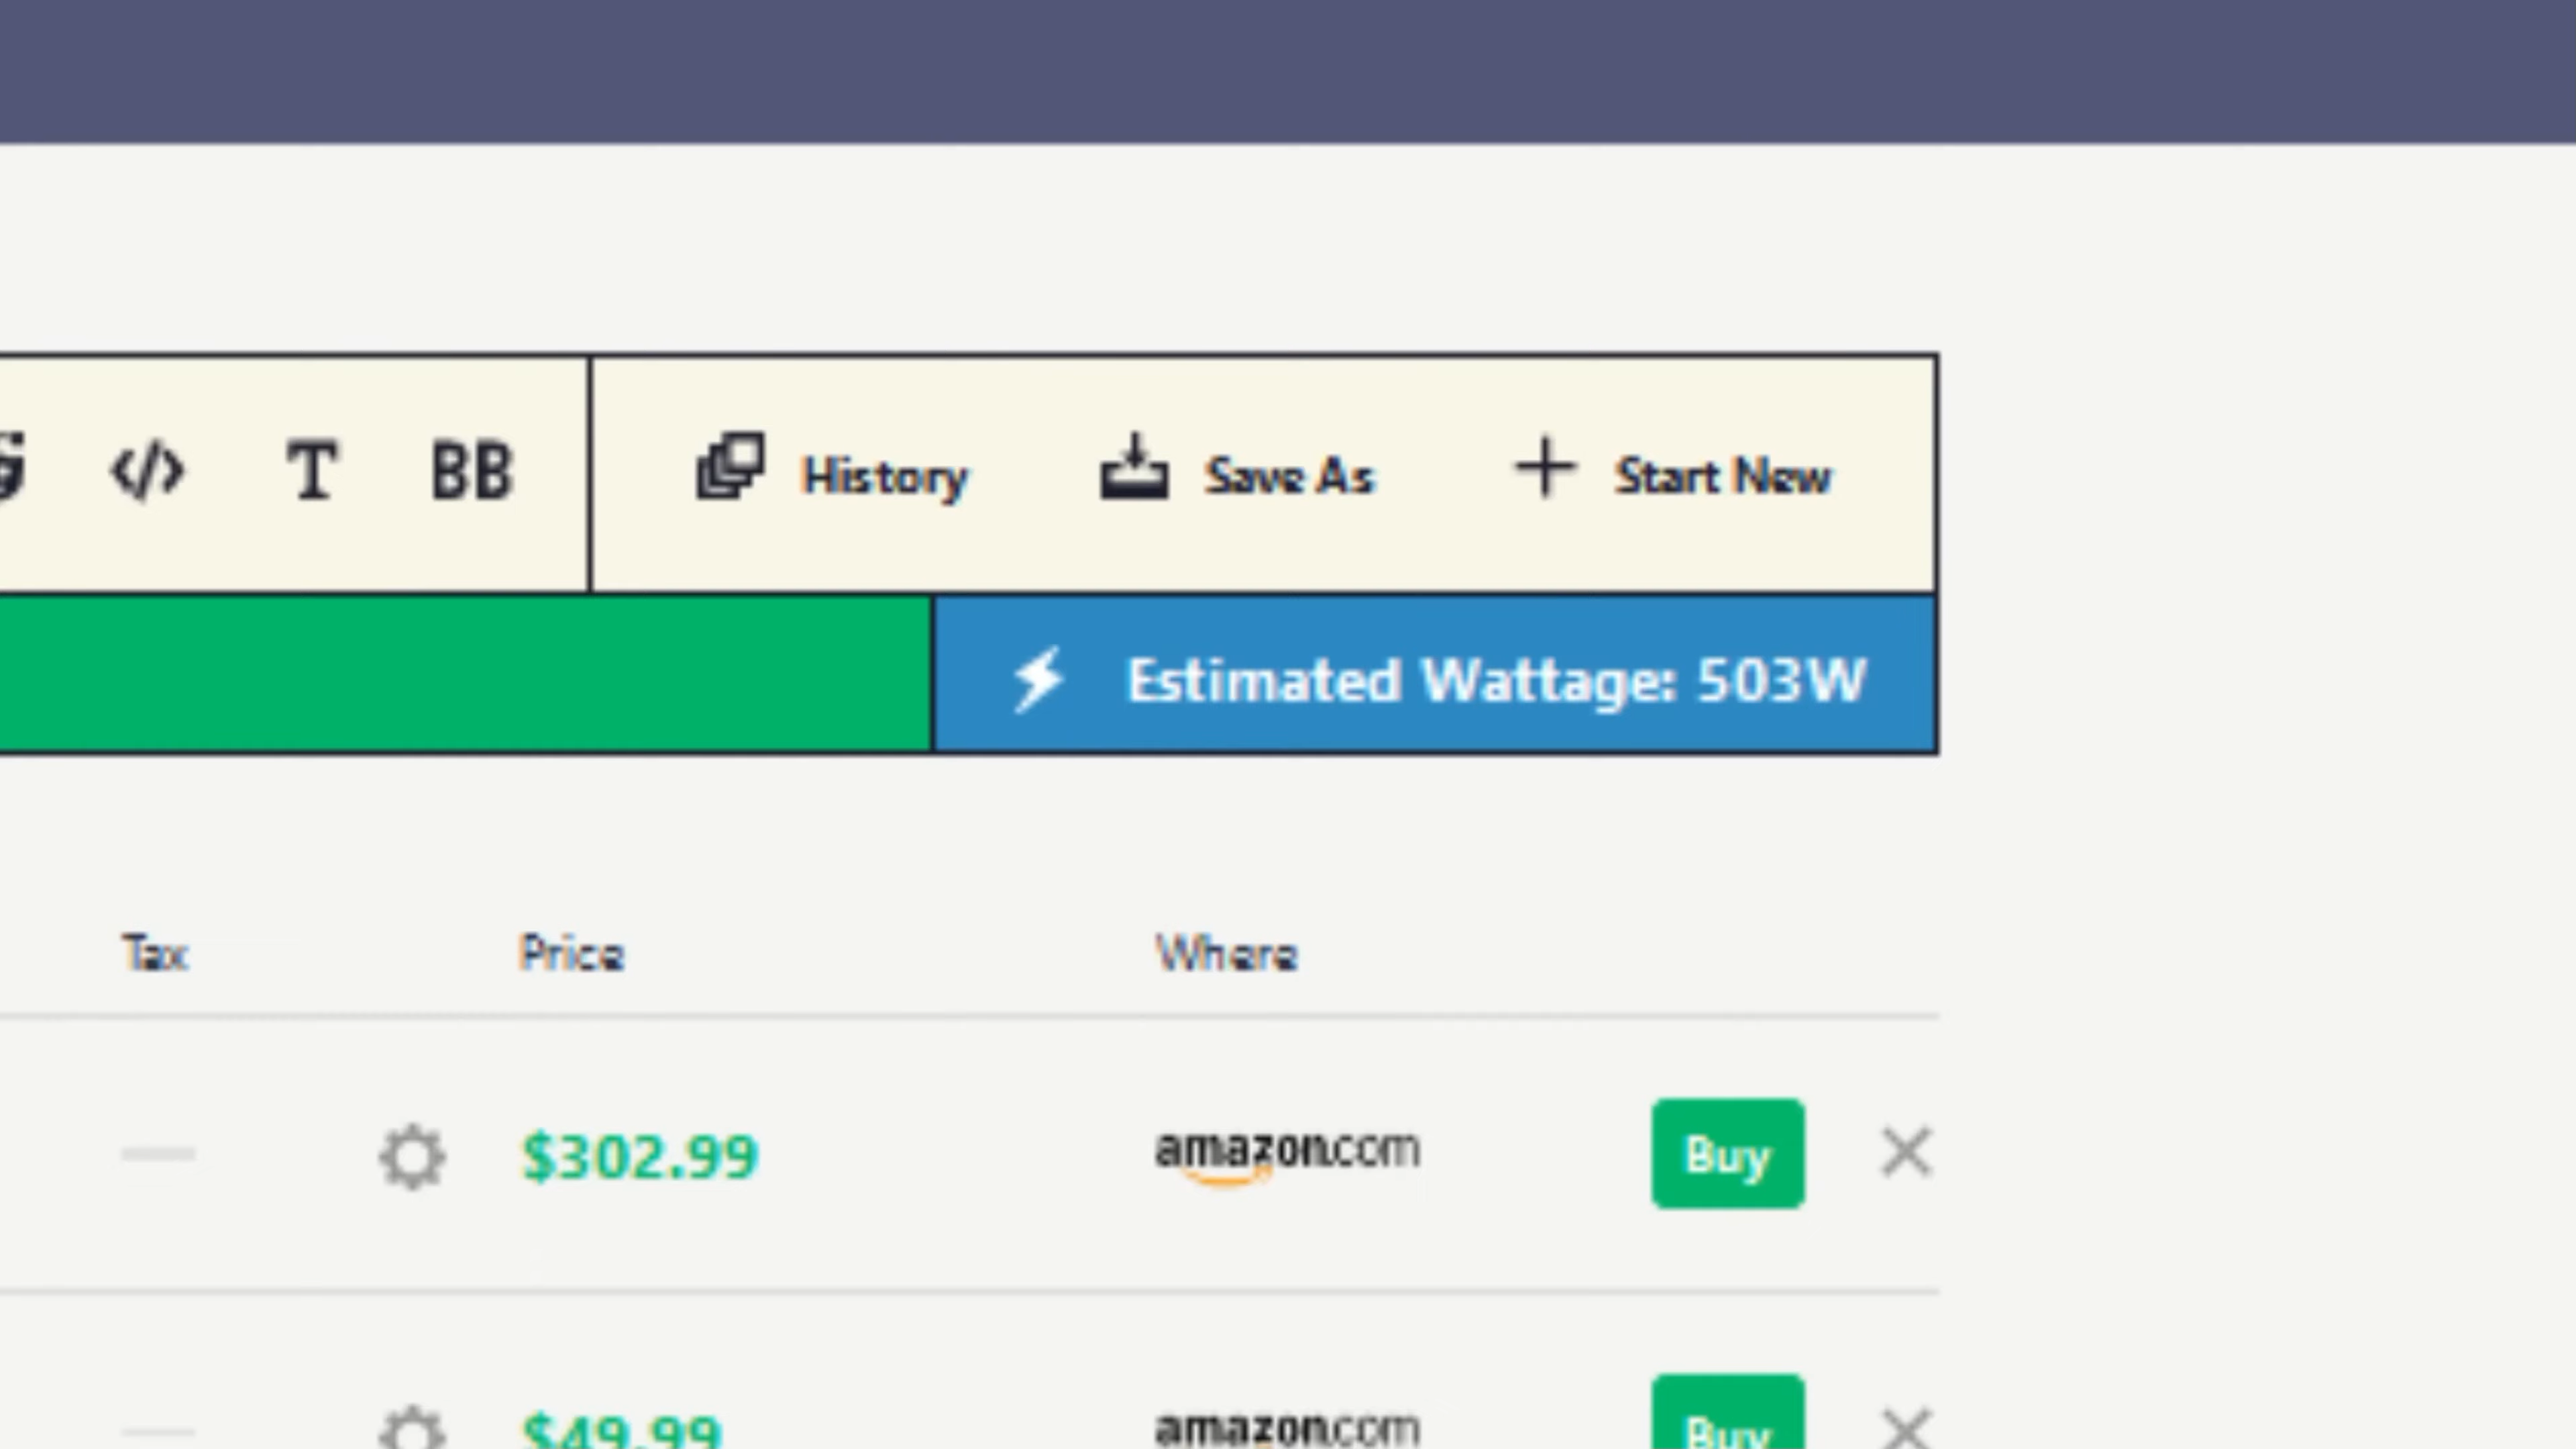 </> T BB History Save As Start New
Estimated Wattage: 503W
Tax Price Where
$302.99 amazon.com Buy
$49.99 amazon.com Buy